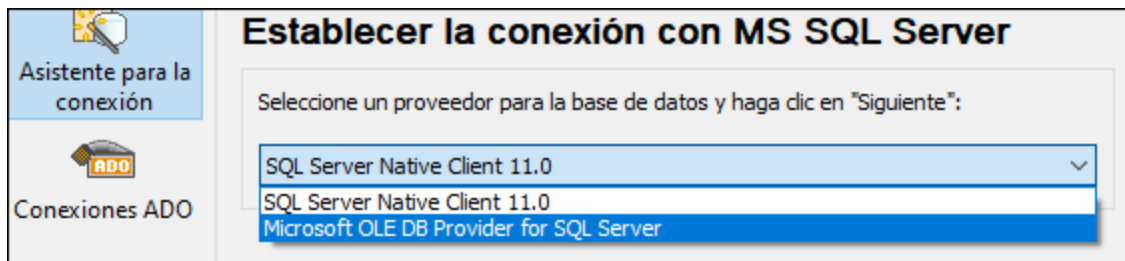 Establecer la conexión con MS SQL Server
Asistente para la
conexión
Seleccione un proveedor para la base de datos y haga clic en "Siguiente":
ADO
SQL Server Native Client 11.0
Conexiones ADO
SQL Server Native Client 11.0
Microsoft OLE DB Provider for SQL Server